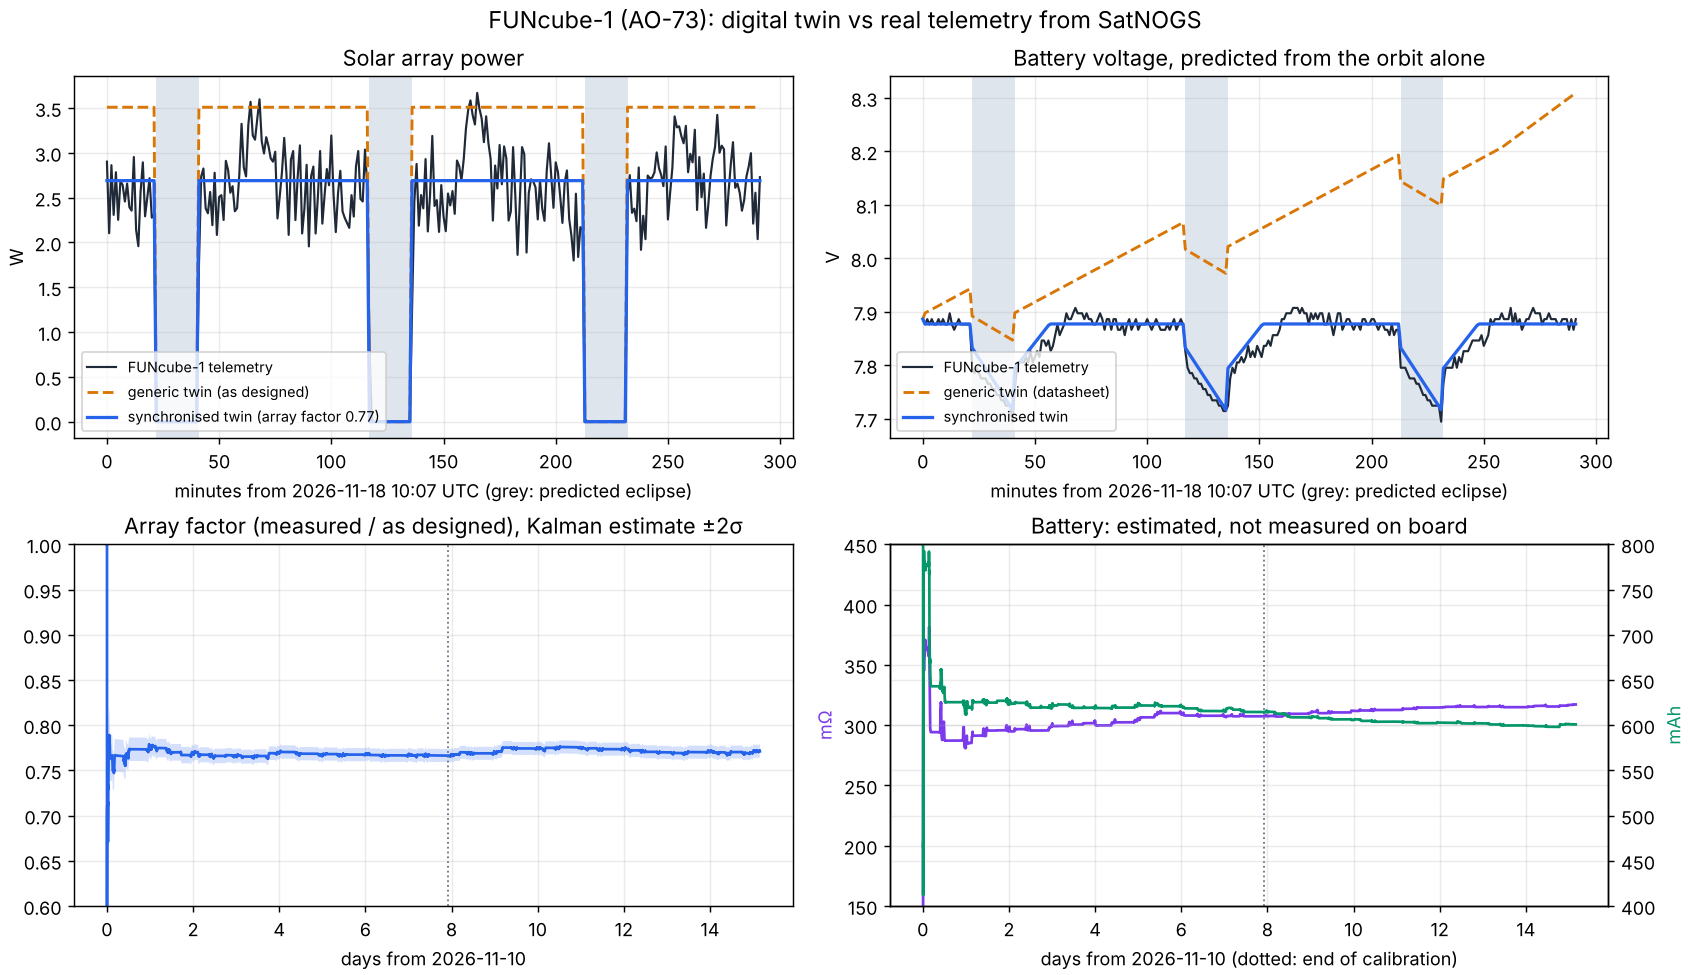 FUNcube-1 (AO-73): digital twin vs real telemetry from SatNOGS
Solar array power
3.5
3.0
2.5
2.0
1.5
1.0
0.5
0.0
W
FUNcube-1 telemetry
generic twin (as designed)
synchronised twin (array factor 0.77)
0 50 100 150 200 250 300
minutes from 2026-11-18 10:07 UTC (grey: predicted eclipse)
Battery voltage, predicted from the orbit alone
8.3
8.2
8.1
8.0
7.9
7.8
7.7
V
FUNcube-1 telemetry
generic twin (datasheet)
synchronised twin
0 50 100 150 200 250 300
minutes from 2026-11-18 10:07 UTC (grey: predicted eclipse)
Array factor (measured / as designed), Kalman estimate ±2σ
1.00
0.95
0.90
0.85
0.80
0.75
0.70
0.65
0.60
0 2 4 6 8 10 12 14
days from 2026-11-10
Battery: estimated, not measured on board
450
400
350
300
250
200
150
mΩ
800
750
700
650
600
550
500
450
400
mAh
0 2 4 6 8 10 12 14
days from 2026-11-10 (dotted: end of calibration)